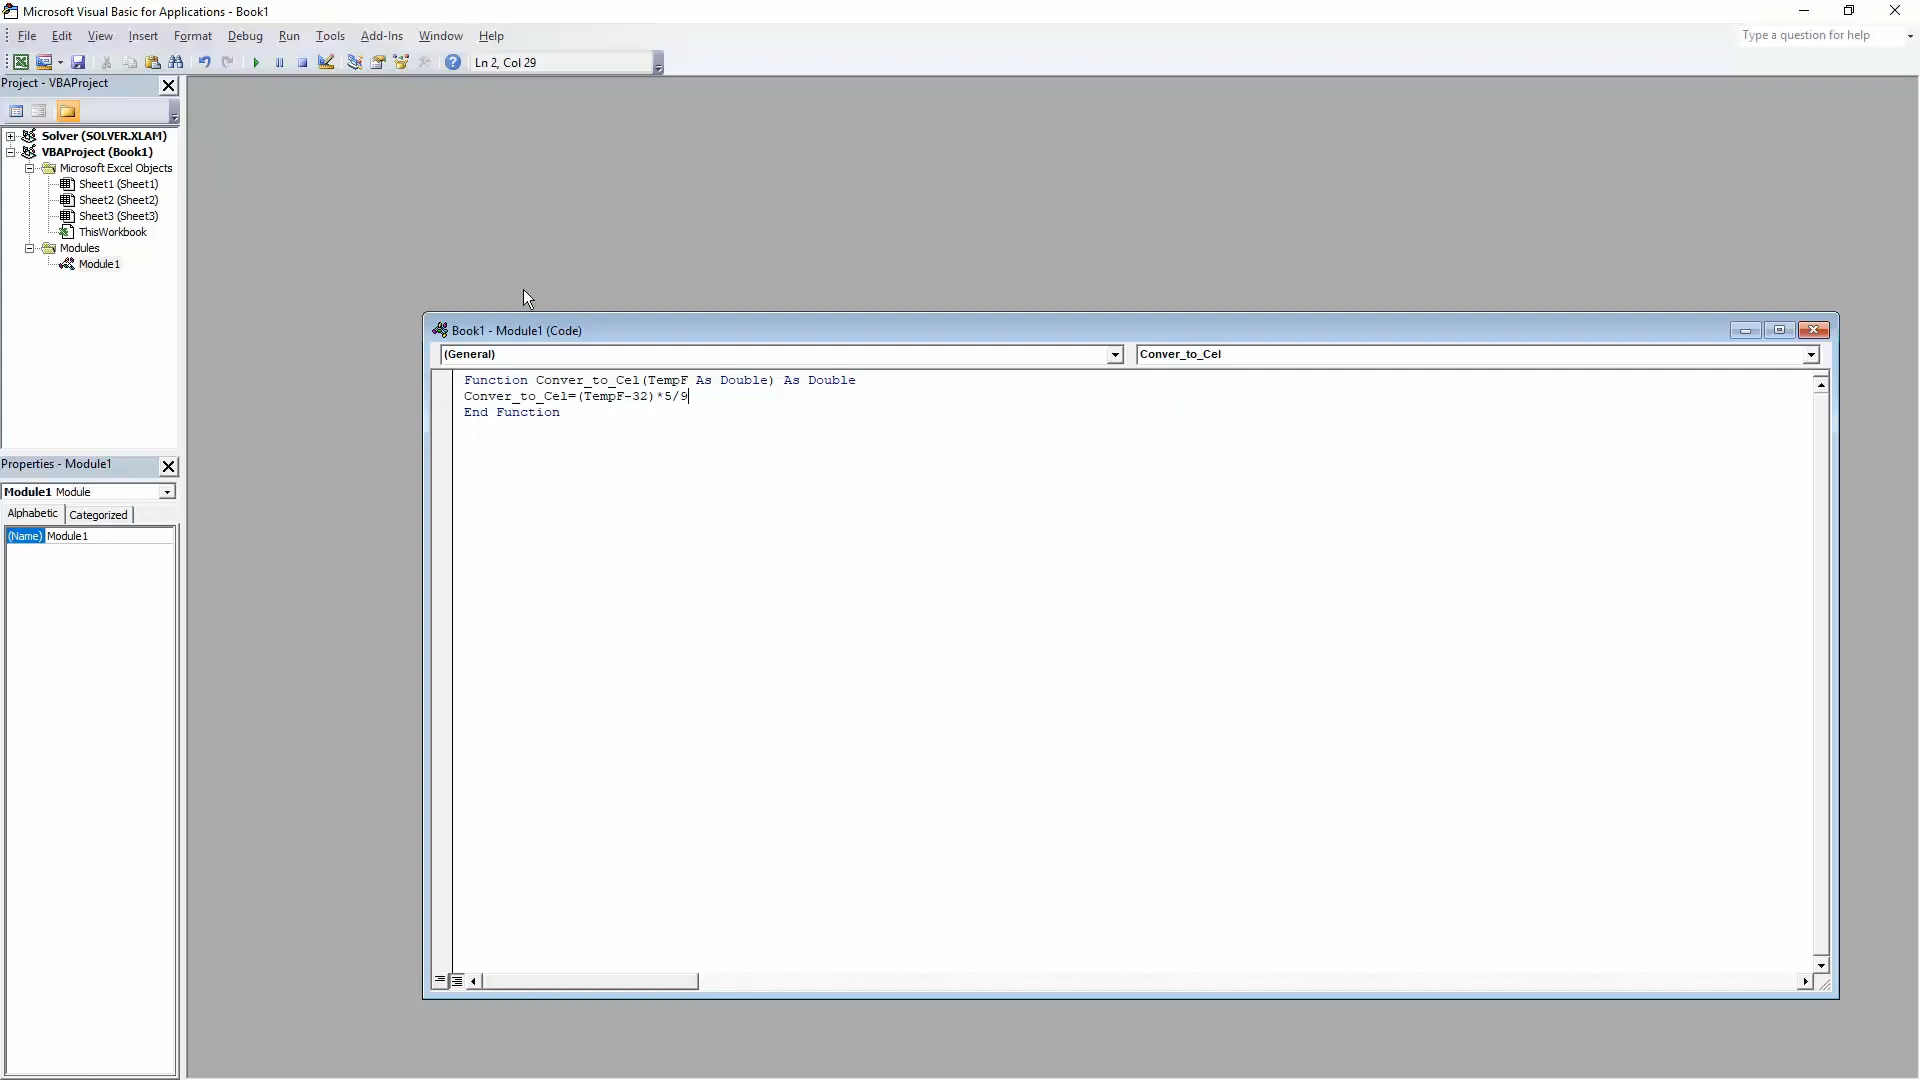 Microsoft Visual Basic for Applications - Book1
File Edit View Insert Format Debug Run Tools Add-Ins Window Help
Type a question for help
Ln 2, Col 29
Project - VBAProject
Solver (SOLVER.XLAM)
VBAProject (Book1)
Microsoft Excel Objects
Sheet1 (Sheet1)
Sheet2 (Sheet2)
Sheet3 (Sheet3)
ThisWorkbook
Modules
Module1
Properties - Module1
Module1 Module
Alphabetic Categorized
(Name) Module1
Book1 - Module1 (Code)
(General) Conver_to_Cel
Function Conver_to_Cel(TempF As Double) As Double
Conver_to_Cel=(TempF-32)*5/9
End Function